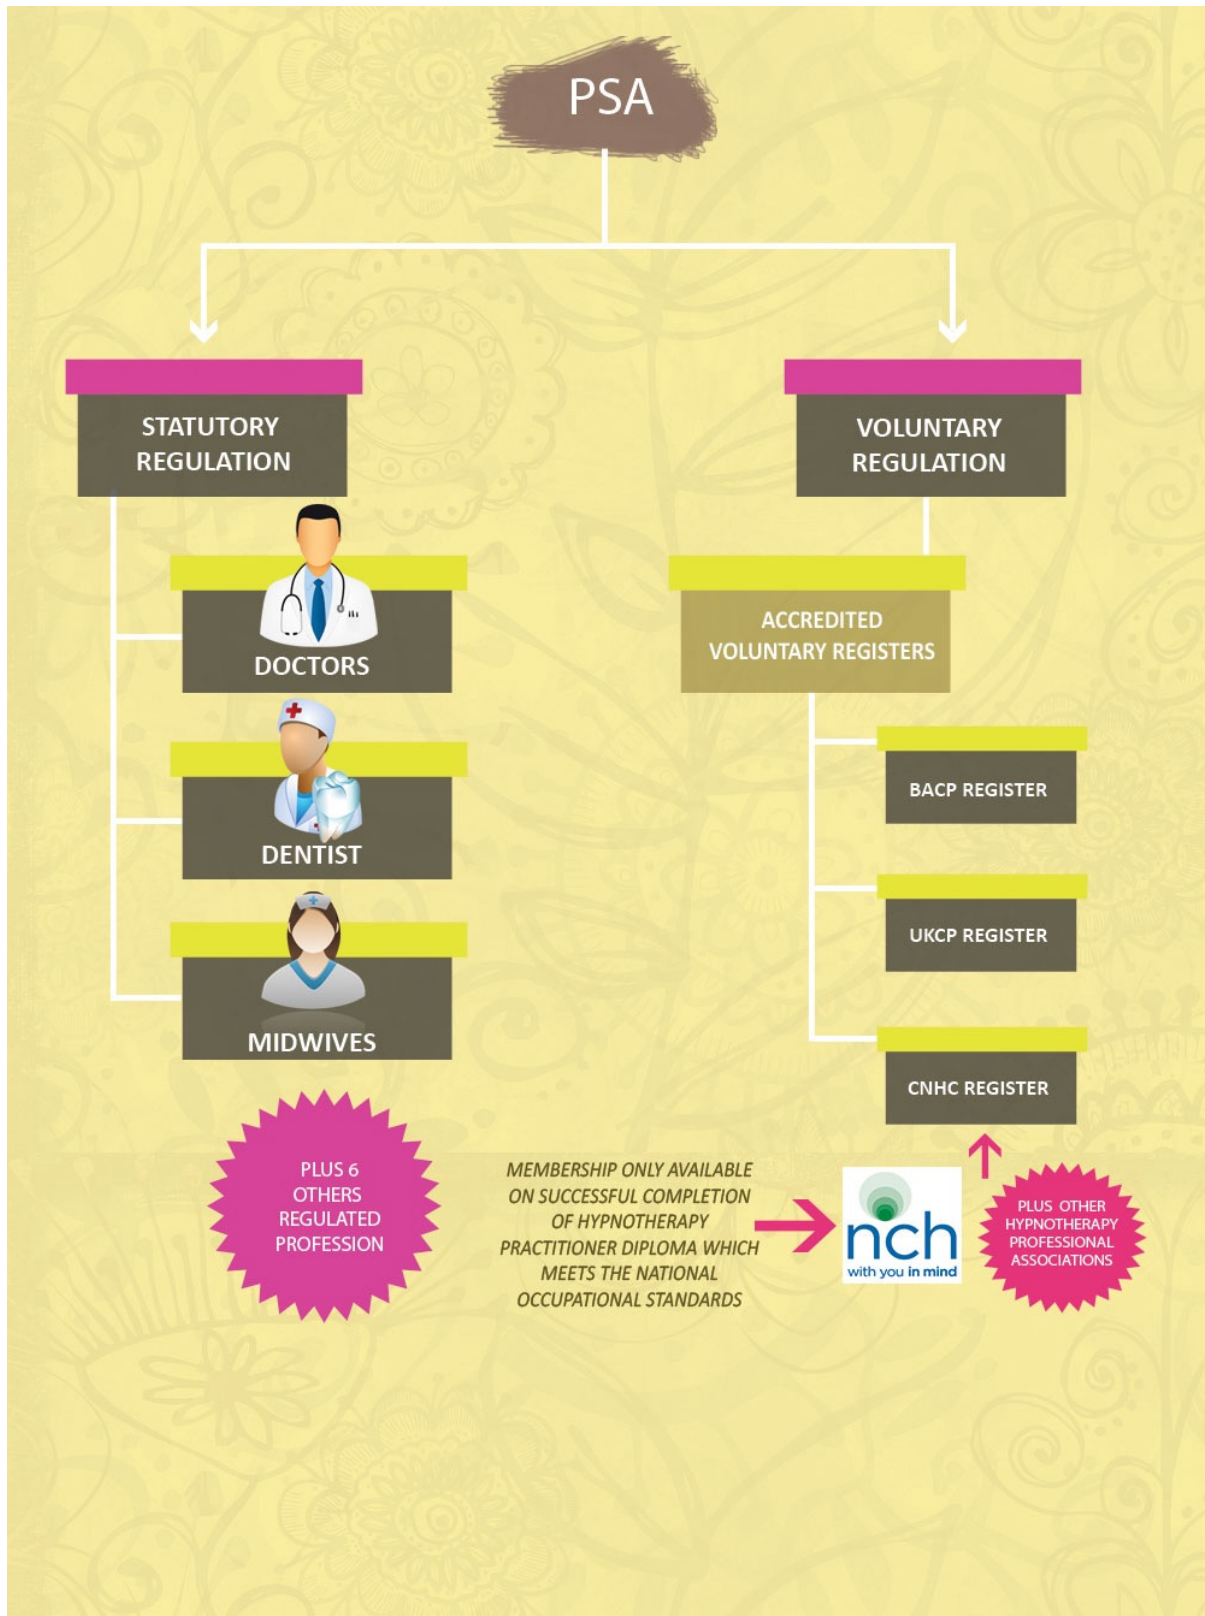 PSA
STATUTORY
REGULATION
DOCTORS
DENTIST
MIDWIVES
PLUS 6
OTHERS
REGULATED
PROFESSION
VOLUNTARY
REGULATION
ACCREDITED
VOLUNTARY REGISTERS
BACP REGISTER
UKCP REGISTER
CNHC REGISTER
MEMBERSHIP ONLY AVAILABLE
ON SUCCESSFUL COMPLETION
OF HYPNOTHERAPY
PRACTITIONER DIPLOMA WHICH
MEETS THE NATIONAL
OCCUPATIONAL STANDARDS
nch
with you in mind
PLUS OTHER
HYPNOTHERAPY
PROFESSIONAL
ASSOCIATIONS